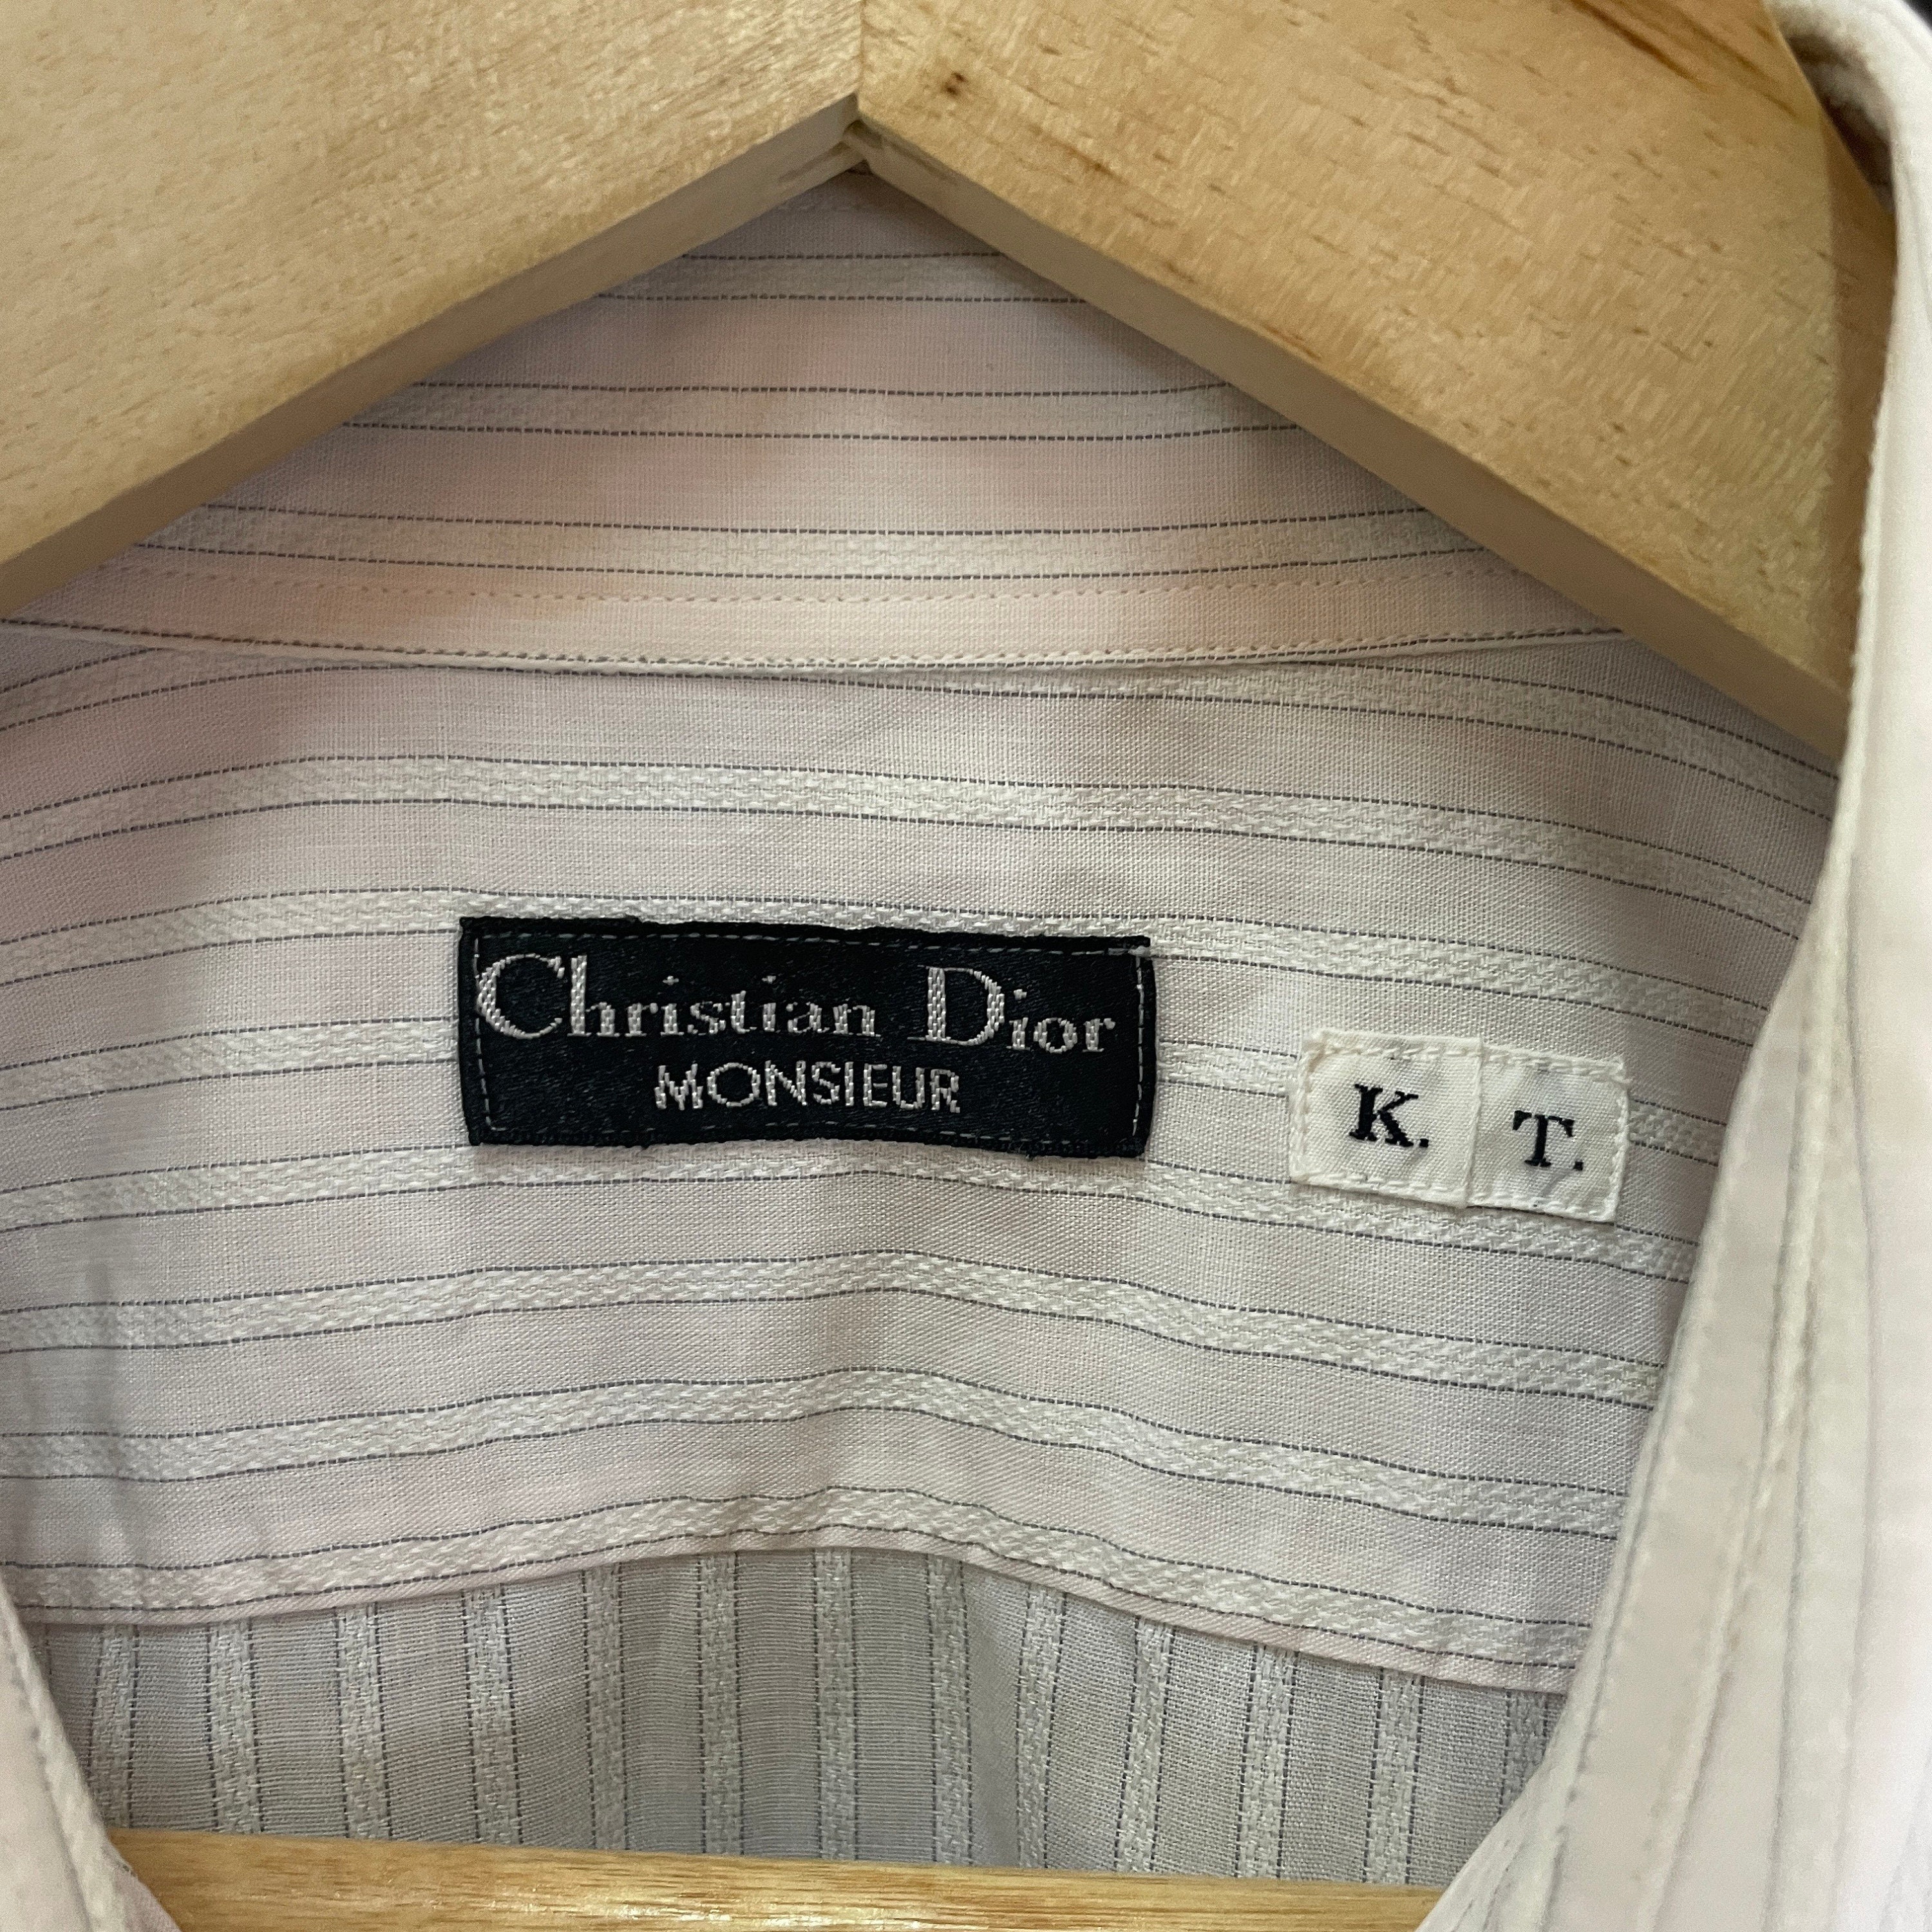 Christian Dior
MONSIEUR
K. T.